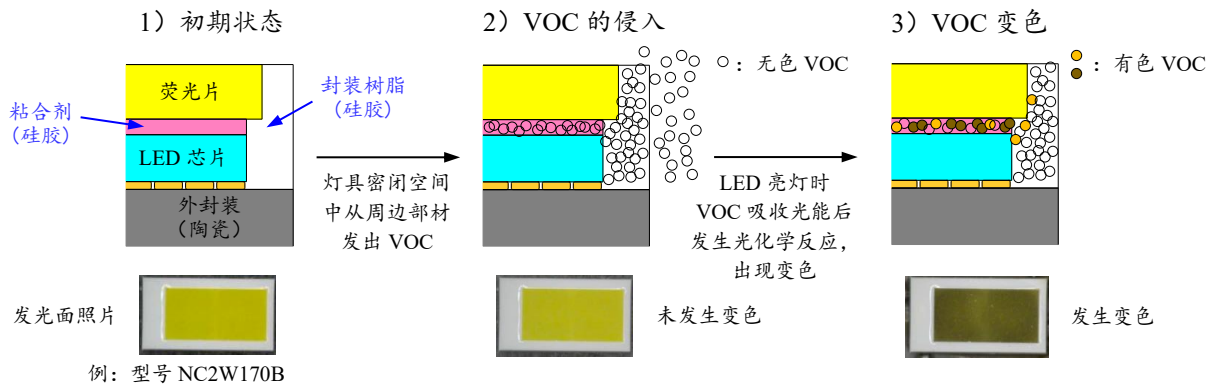 1）初期状态
2）VOC 的侵入
3）VOC 变色
荧光片
粘合剂
（硅胶）
封装树脂
（硅胶）
LED 芯片
外封装
（陶瓷）
灯具密闭空间
中从周边部材
发出 VOC
：无色 VOC
LED 亮灯时
VOC 吸收光能后
发生光化学反应，
出现变色
：有色 VOC
发光面照片
未发生变色
发生变色
例：型号 NC2W170B